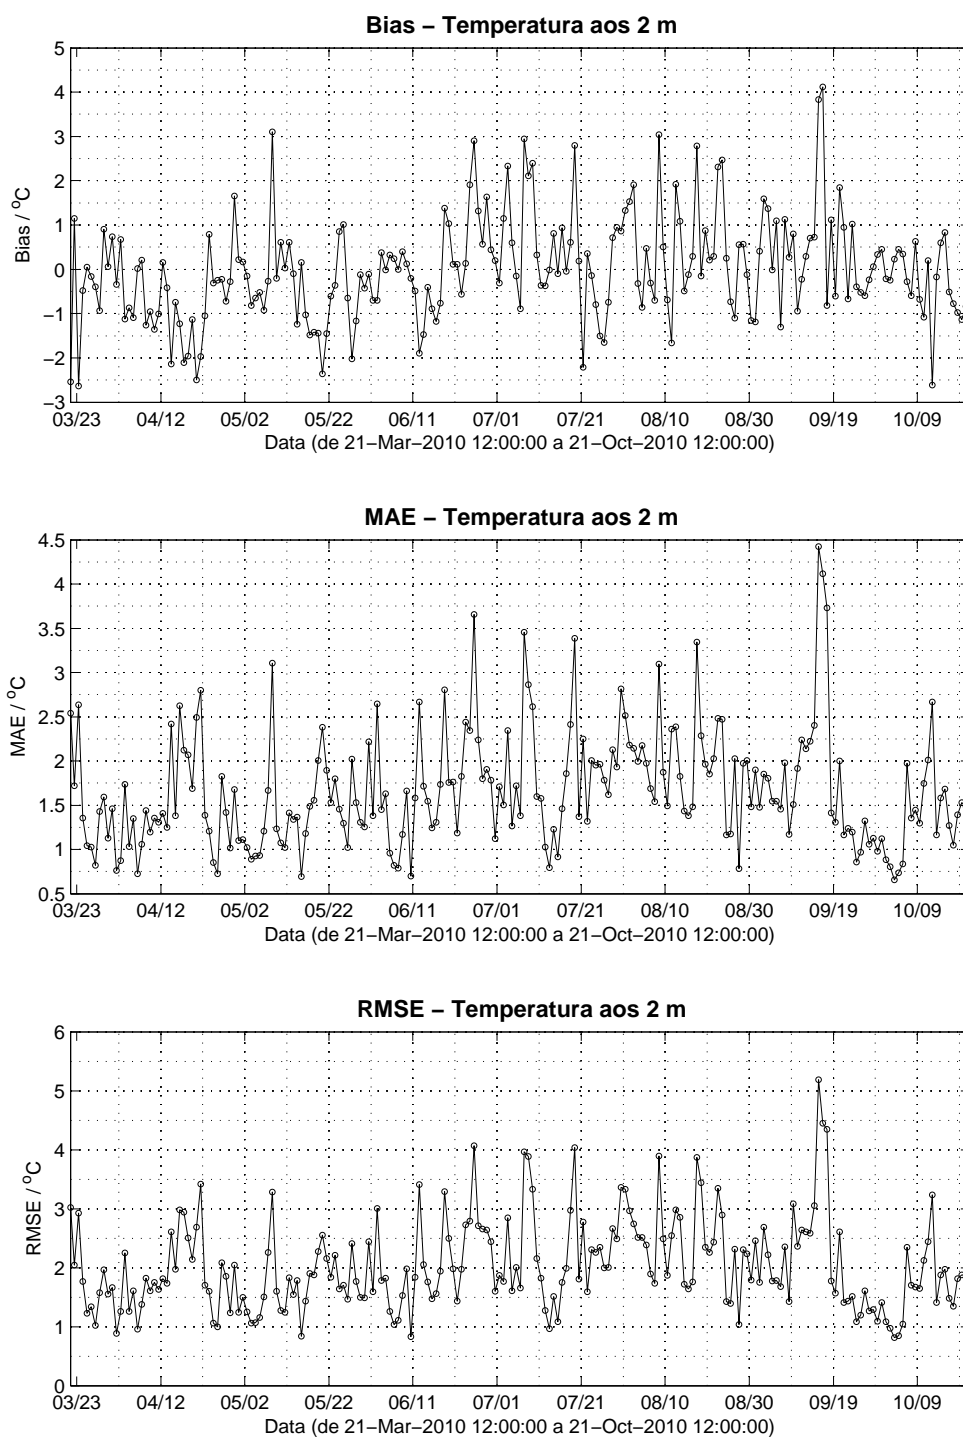 Bias − Temperatura aos 2 m
5
4
3
2
1
0
−1
−2
−3
Bias / ºC
03/23 04/12 05/02 05/22 06/11 07/01 07/21 08/10 08/30 09/19 10/09
Data (de 21−Mar−2010 12:00:00 a 21−Oct−2010 12:00:00)
MAE − Temperatura aos 2 m
4.5
4
3.5
3
2.5
2
1.5
1
0.5
MAE / ºC
03/23 04/12 05/02 05/22 06/11 07/01 07/21 08/10 08/30 09/19 10/09
Data (de 21−Mar−2010 12:00:00 a 21−Oct−2010 12:00:00)
RMSE − Temperatura aos 2 m
6
5
4
3
2
1
0
RMSE / ºC
03/23 04/12 05/02 05/22 06/11 07/01 07/21 08/10 08/30 09/19 10/09
Data (de 21−Mar−2010 12:00:00 a 21−Oct−2010 12:00:00)